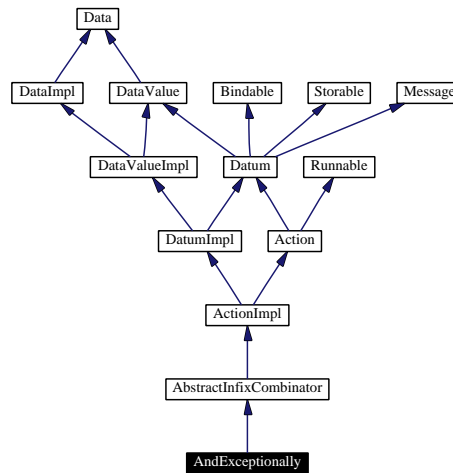 Data
DataImpl
DataValue
Bindable
Storable
Message
DataValueImpl
Datum
Runnable
DatumImpl
Action
ActionImpl
AbstractInfixCombinator
AndExceptionally